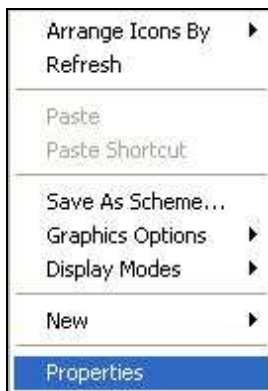 Arrange Icons By
Refresh
Paste
Paste Shortcut
Save As Scheme...
Graphics Options
Display Modes
New
Properties